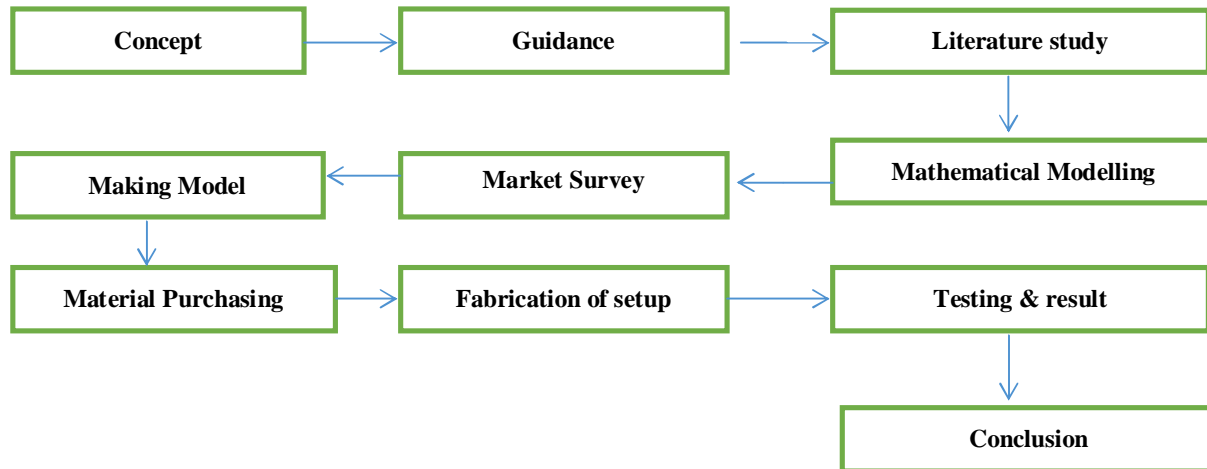 Concept
Guidance
Literature study
Mathematical Modelling
Market Survey
Making Model
Material Purchasing
Fabrication of setup
Testing & result
Conclusion